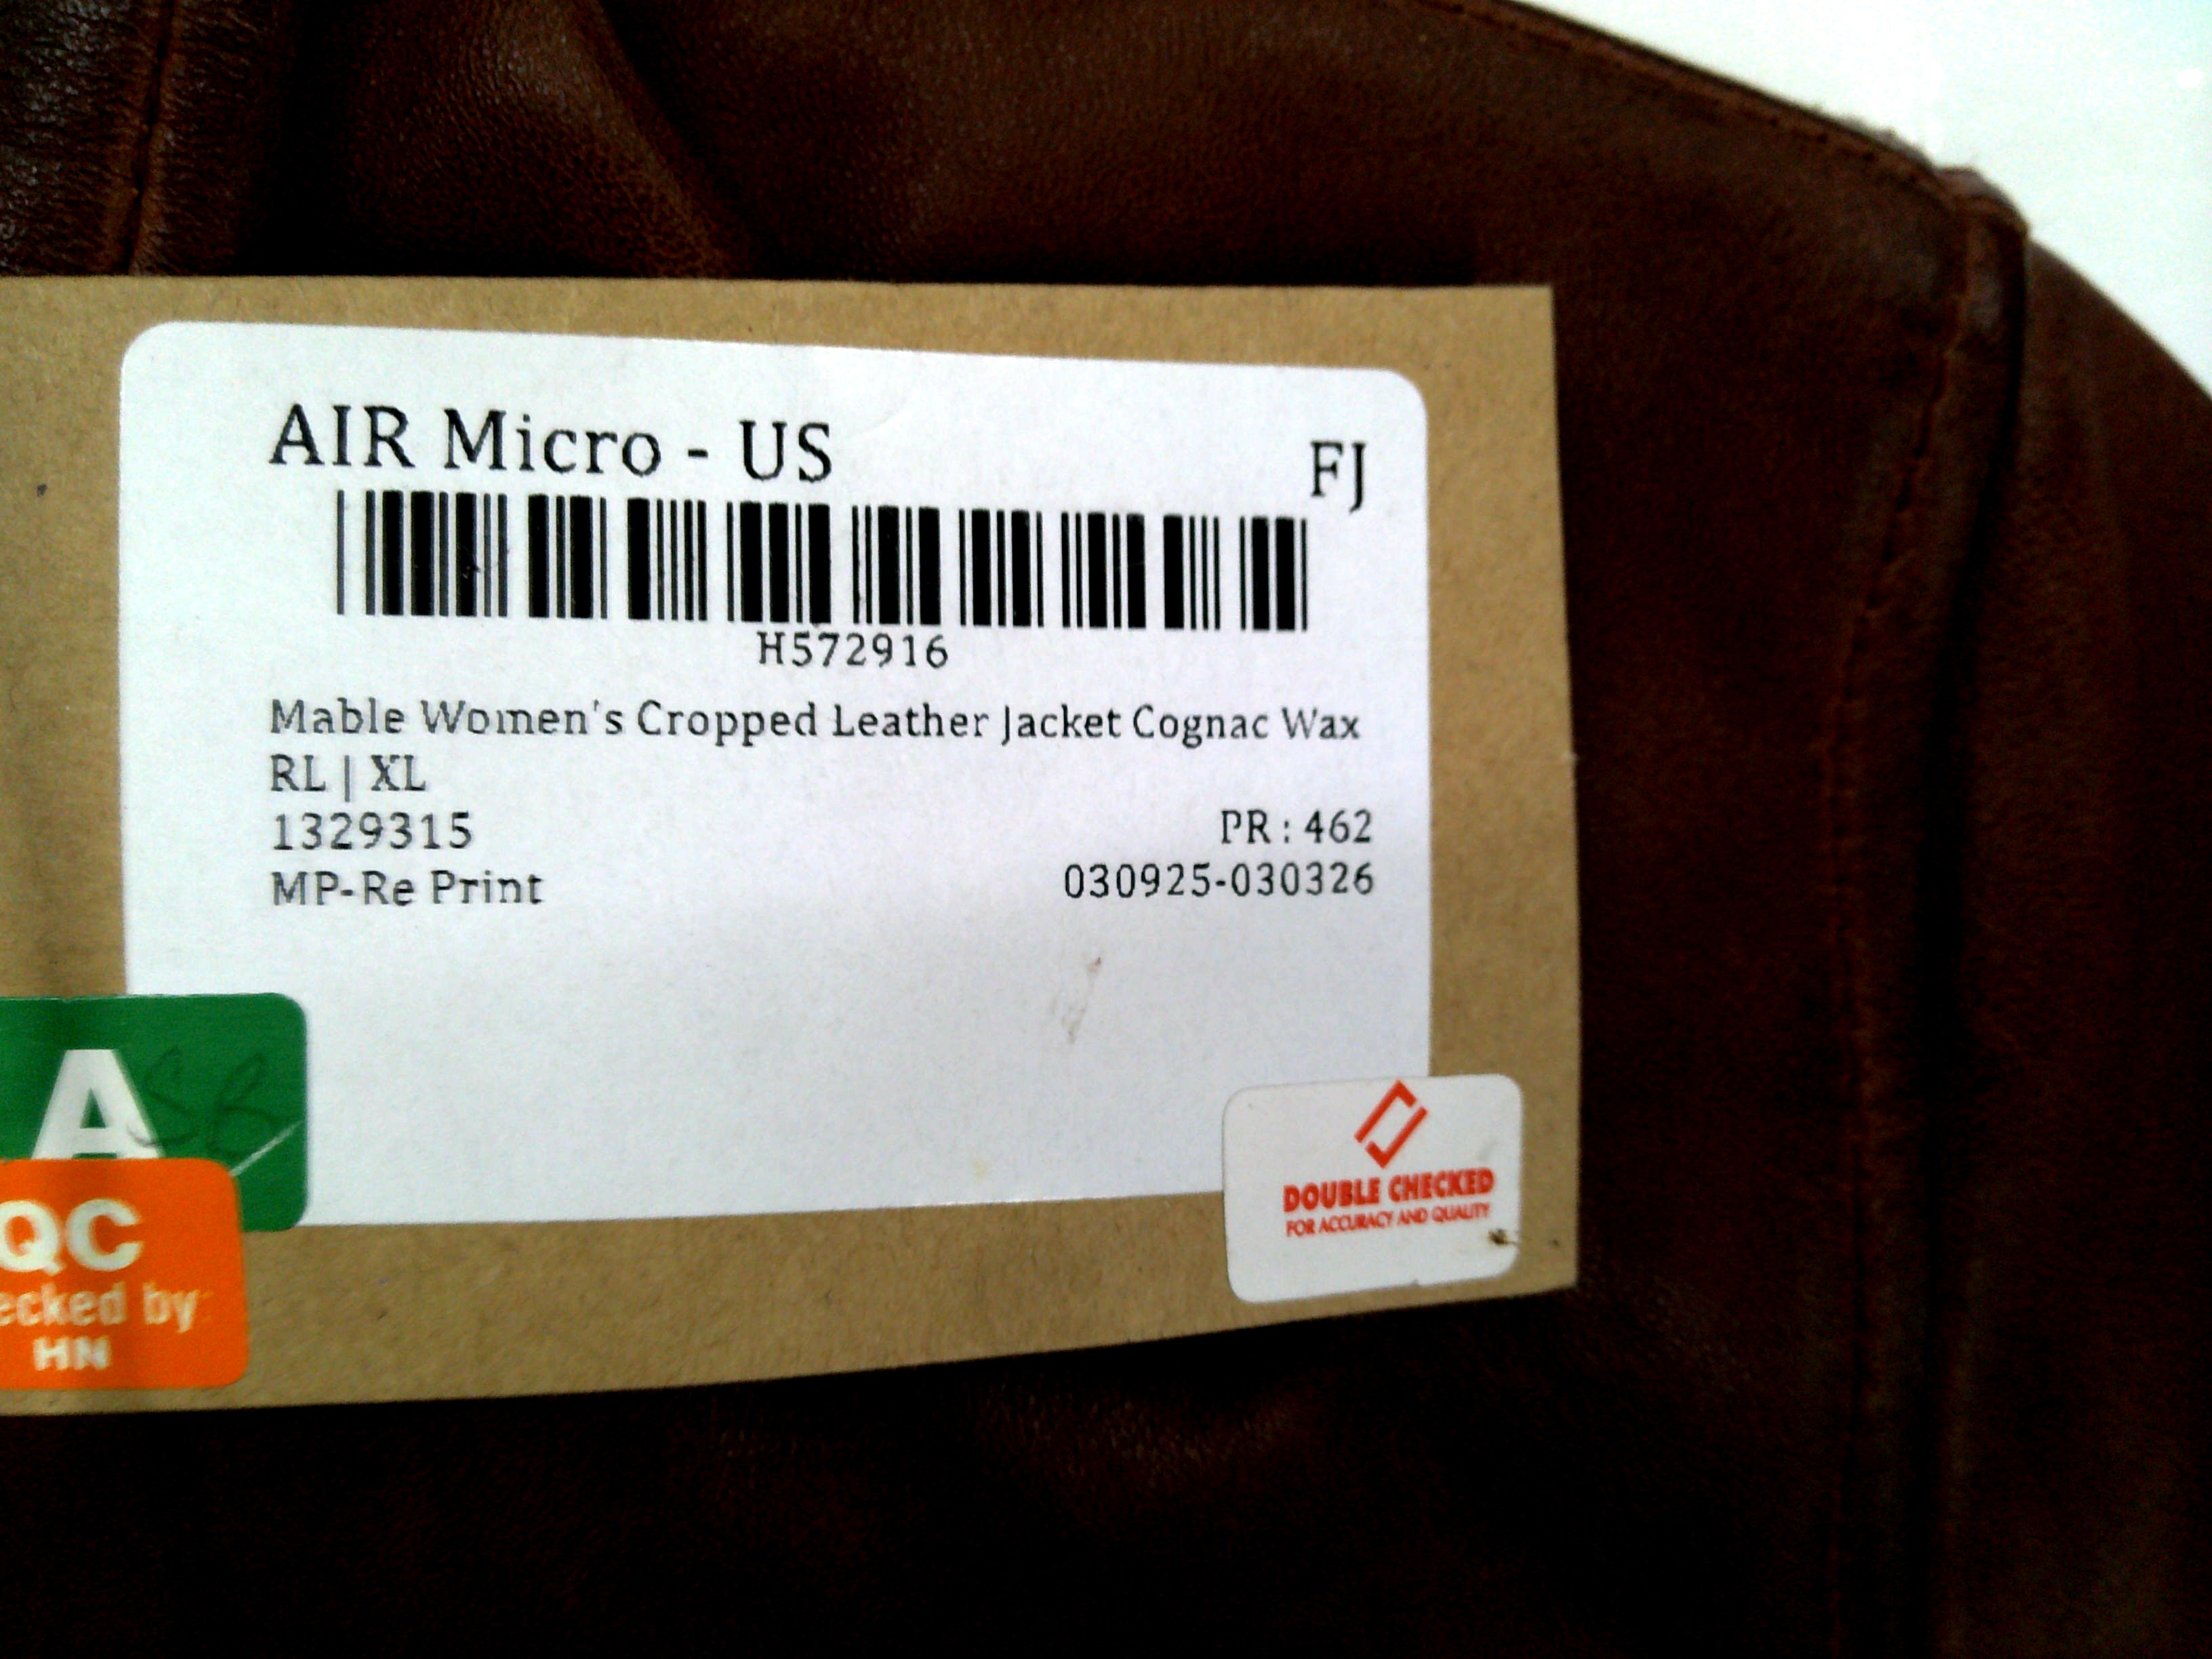 AIR Micro - US
FJ
H572916
Mable Women's Cropped Leather Jacket Cognac Wax
RL | XL
1329315
PR : 462
MP-Re Print
030925-030326
A
SB
QC
ecked by:
HN
DOUBLE CHECKED
FOR ACCURACY AND QUALITY